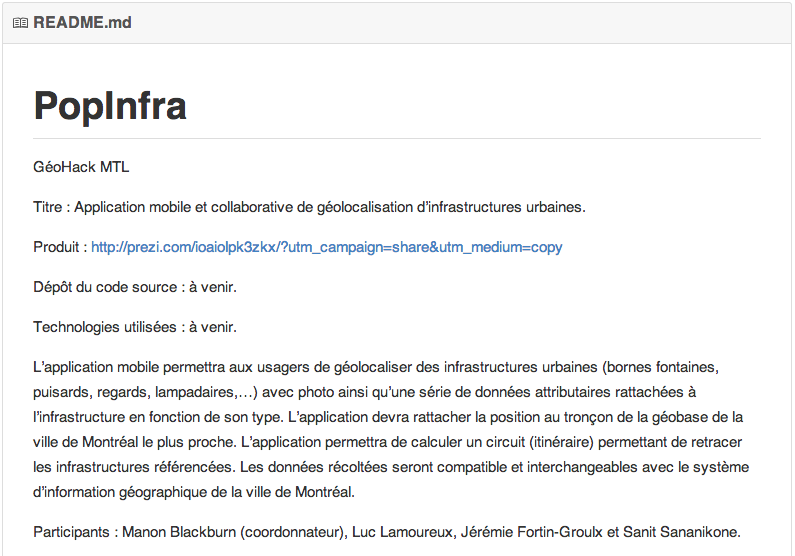 README.md
PopInfra
GéoHack MTL
Titre : Application mobile et collaborative de géolocalisation d'infrastructures urbaines.
Produit : http://prezi.com/ioaiolpk3zkx/?utm_campaign=share&utm_medium=copy
Dépôt du code source : à venir.
Technologies utilisées : à venir.
L'application mobile permettra aux usagers de géolocaliser des infrastructures urbaines (bornes fontaines,
puisards, regards, lampadaires,…) avec photo ainsi qu'une série de données attributaires rattachées à
l'infrastructure en fonction de son type. L'application devra rattacher la position au tronçon de la géobase de la
ville de Montréal le plus proche. L'application permettra de calculer un circuit (itinéraire) permettant de retracer
les infrastructures référencées. Les données récoltées seront compatible et interchangeables avec le système
d'information géographique de la ville de Montréal.
Participants : Manon Blackburn (coordonnateur), Luc Lamoureux, Jérémie Fortin-Groulx et Sanit Sananikone.